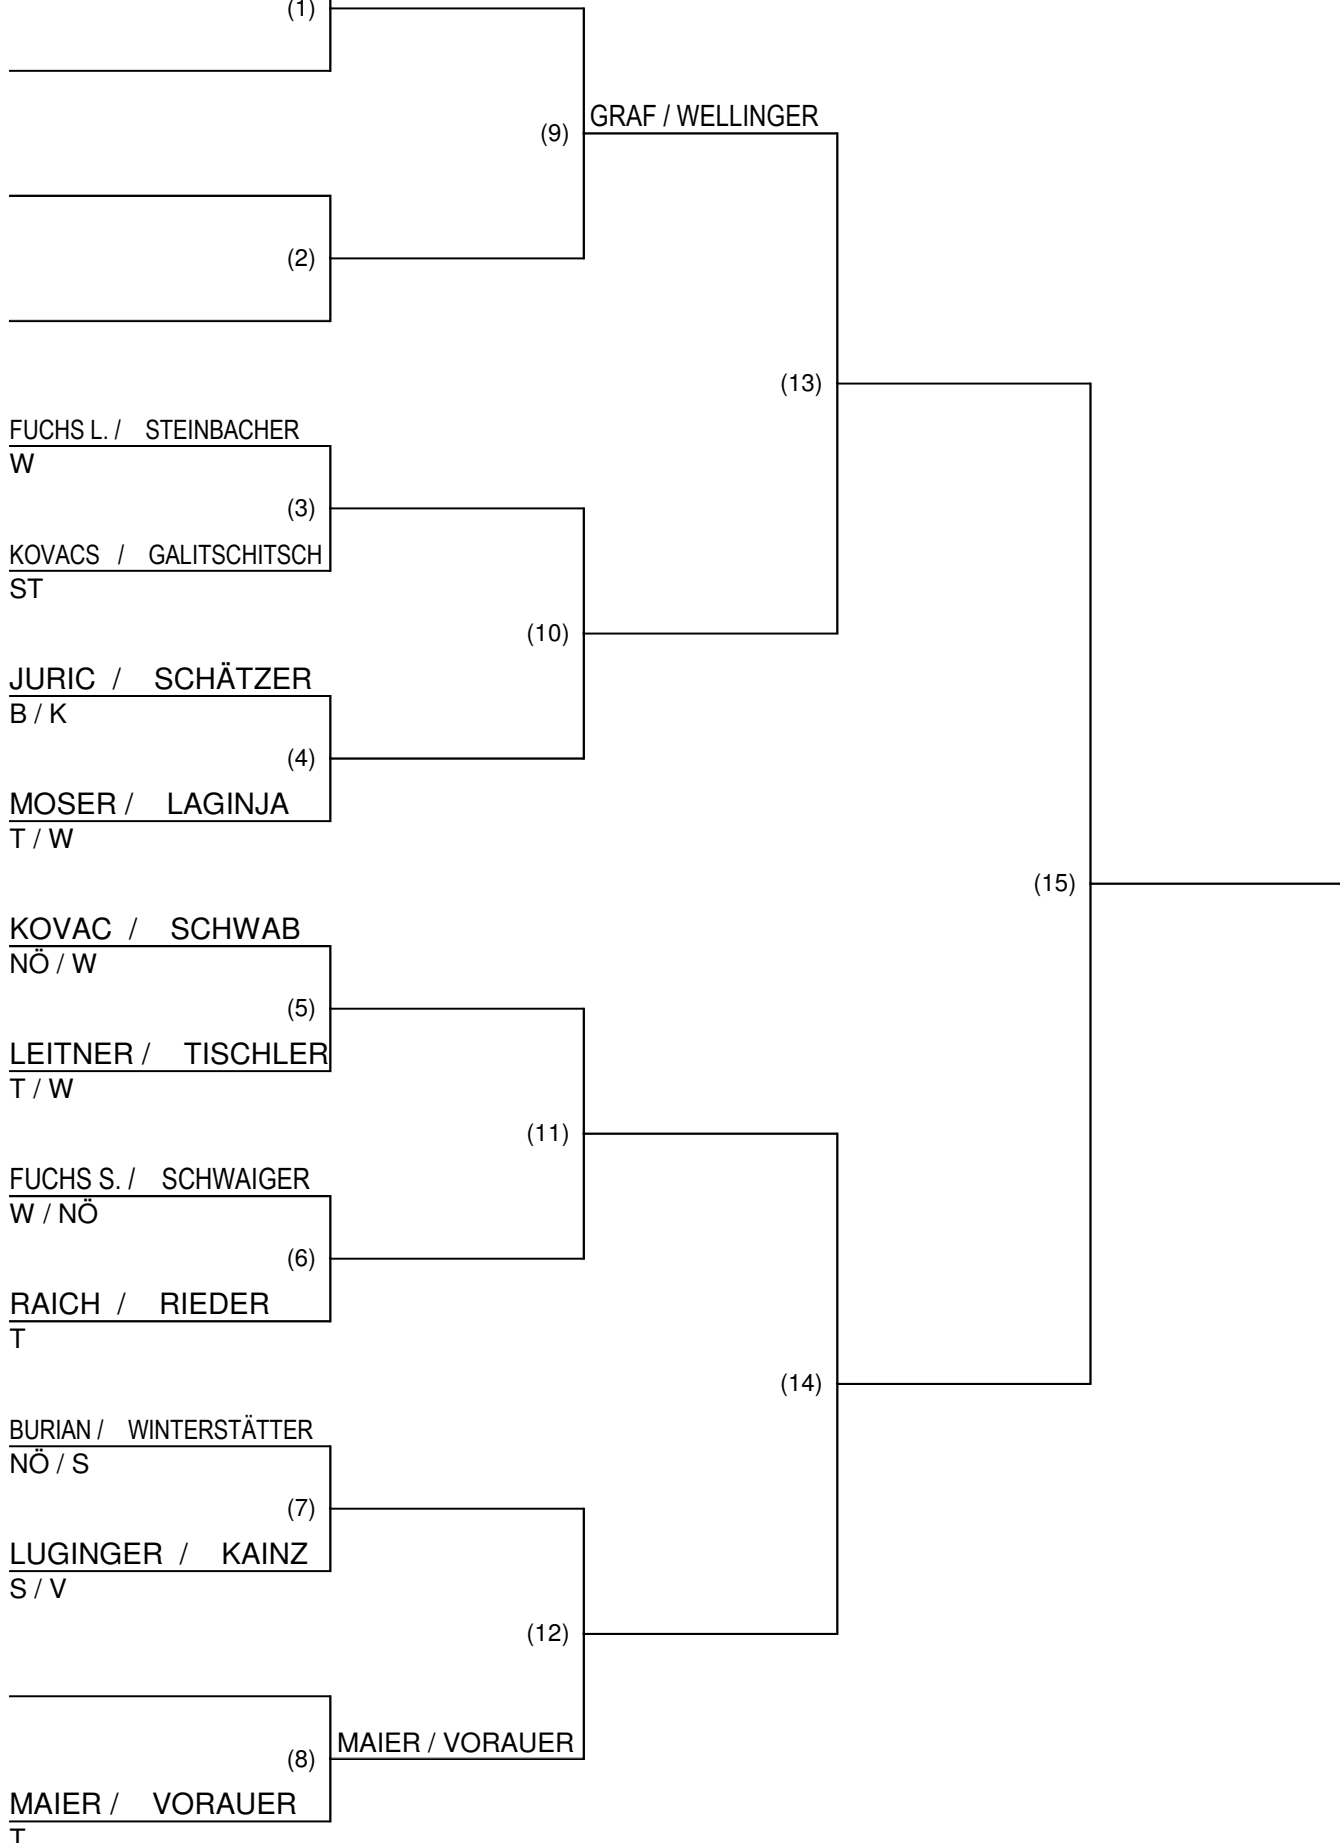 (1)
GRAF / WELLINGER
(9)
(2)
(13)
FUCHS L. / STEINBACHER
W
(3)
KOVACS / GALITSCHITSCH
ST
(10)
JURIC / SCHÄTZER
B / K
(4)
MOSER / LAGINJA
T / W
(15)
KOVAC / SCHWAB
NÖ / W
(5)
LEITNER / TISCHLER
T / W
(11)
FUCHS S. / SCHWAIGER
W / NÖ
(6)
RAICH / RIEDER
T
(14)
BURIAN / WINTERSTÄTTER
NÖ / S
(7)
LUGINGER / KAINZ
S / V
(12)
MAIER / VORAUER
(8)
MAIER / VORAUER
T